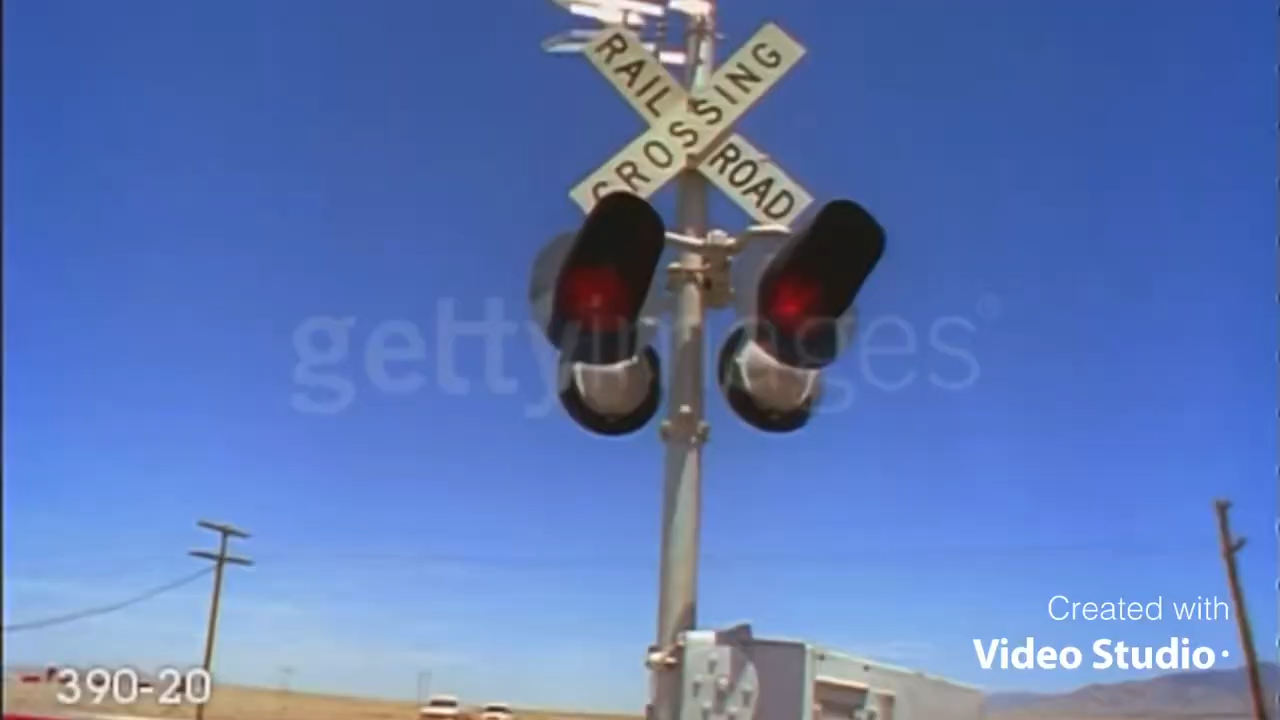 RAIL ROAD
CROSSING
gettyimages®
Created with
Video Studio
390-20